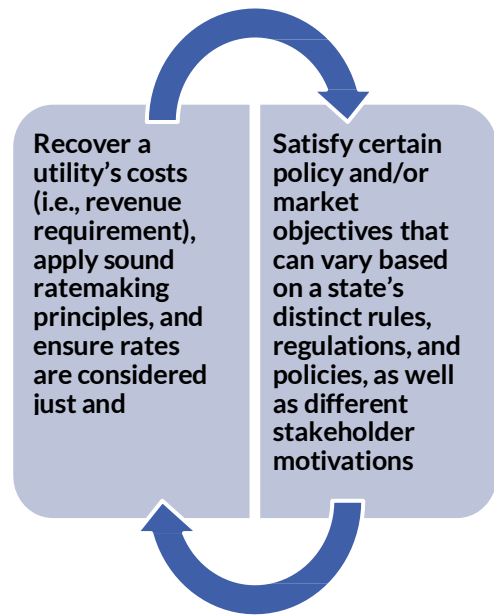 Recover a
utility’s costs
(i.e., revenue
requirement),
apply sound
ratemaking
principles, and
ensure rates
are considered
just and
Satisfy certain
policy and/or
market
objectives that
can vary based
on a state’s
distinct rules,
regulations, and
policies, as well
as different
stakeholder
motivations